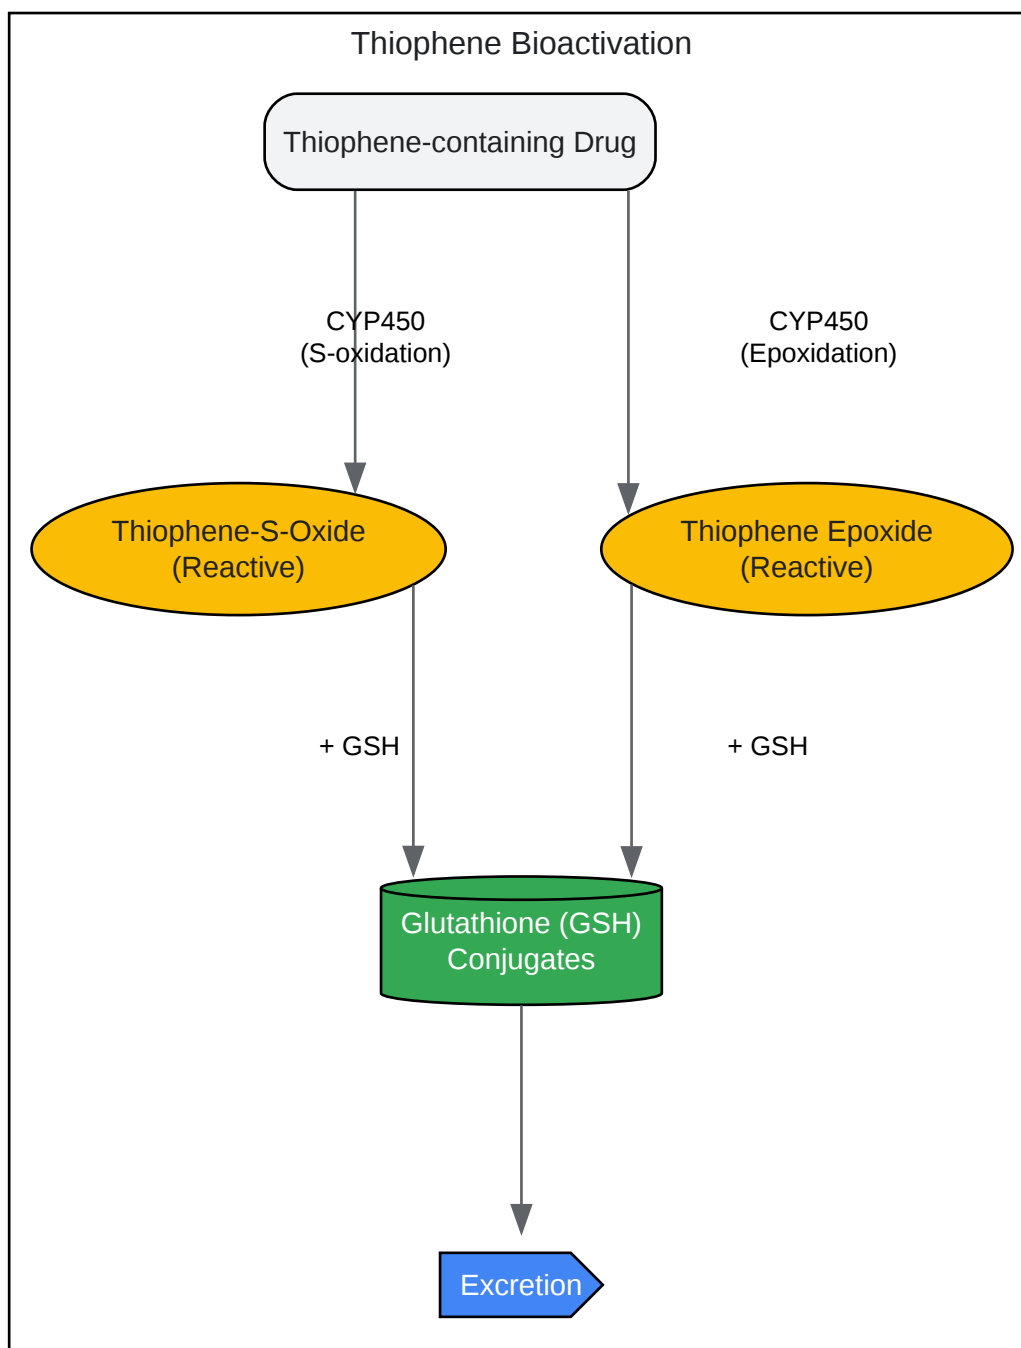 Thiophene Bioactivation
Thiophene-containing Drug
CYP450
(S-oxidation)
CYP450
(Epoxidation)
Thiophene-S-Oxide
(Reactive)
Thiophene Epoxide
(Reactive)
+ GSH
+ GSH
Glutathione (GSH)
Conjugates
Excretion